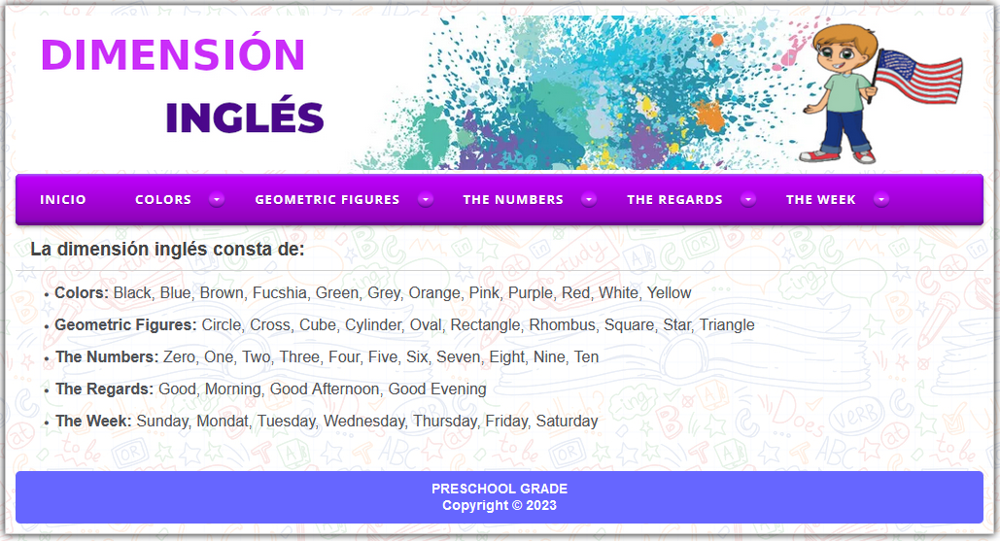 DIMENSIÓN
INGLÉS
INICIO COLORS GEOMETRIC FIGURES THE NUMBERS THE REGARDS THE WEEK
La dimensión inglés consta de:
• Colors: Black, Blue, Brown, Fucshia, Green, Grey, Orange, Pink, Purple, Red, White, Yellow
• Geometric Figures: Circle, Cross, Cube, Cylinder, Oval, Rectangle, Rhombus, Square, Star, Triangle
• The Numbers: Zero, One, Two, Three, Four, Five, Six, Seven, Eight, Nine, Ten
• The Regards: Good, Morning, Good Afternoon, Good Evening
• The Week: Sunday, Mondat, Tuesday, Wednesday, Thursday, Friday, Saturday
PRESCHOOL GRADE
Copyright © 2023